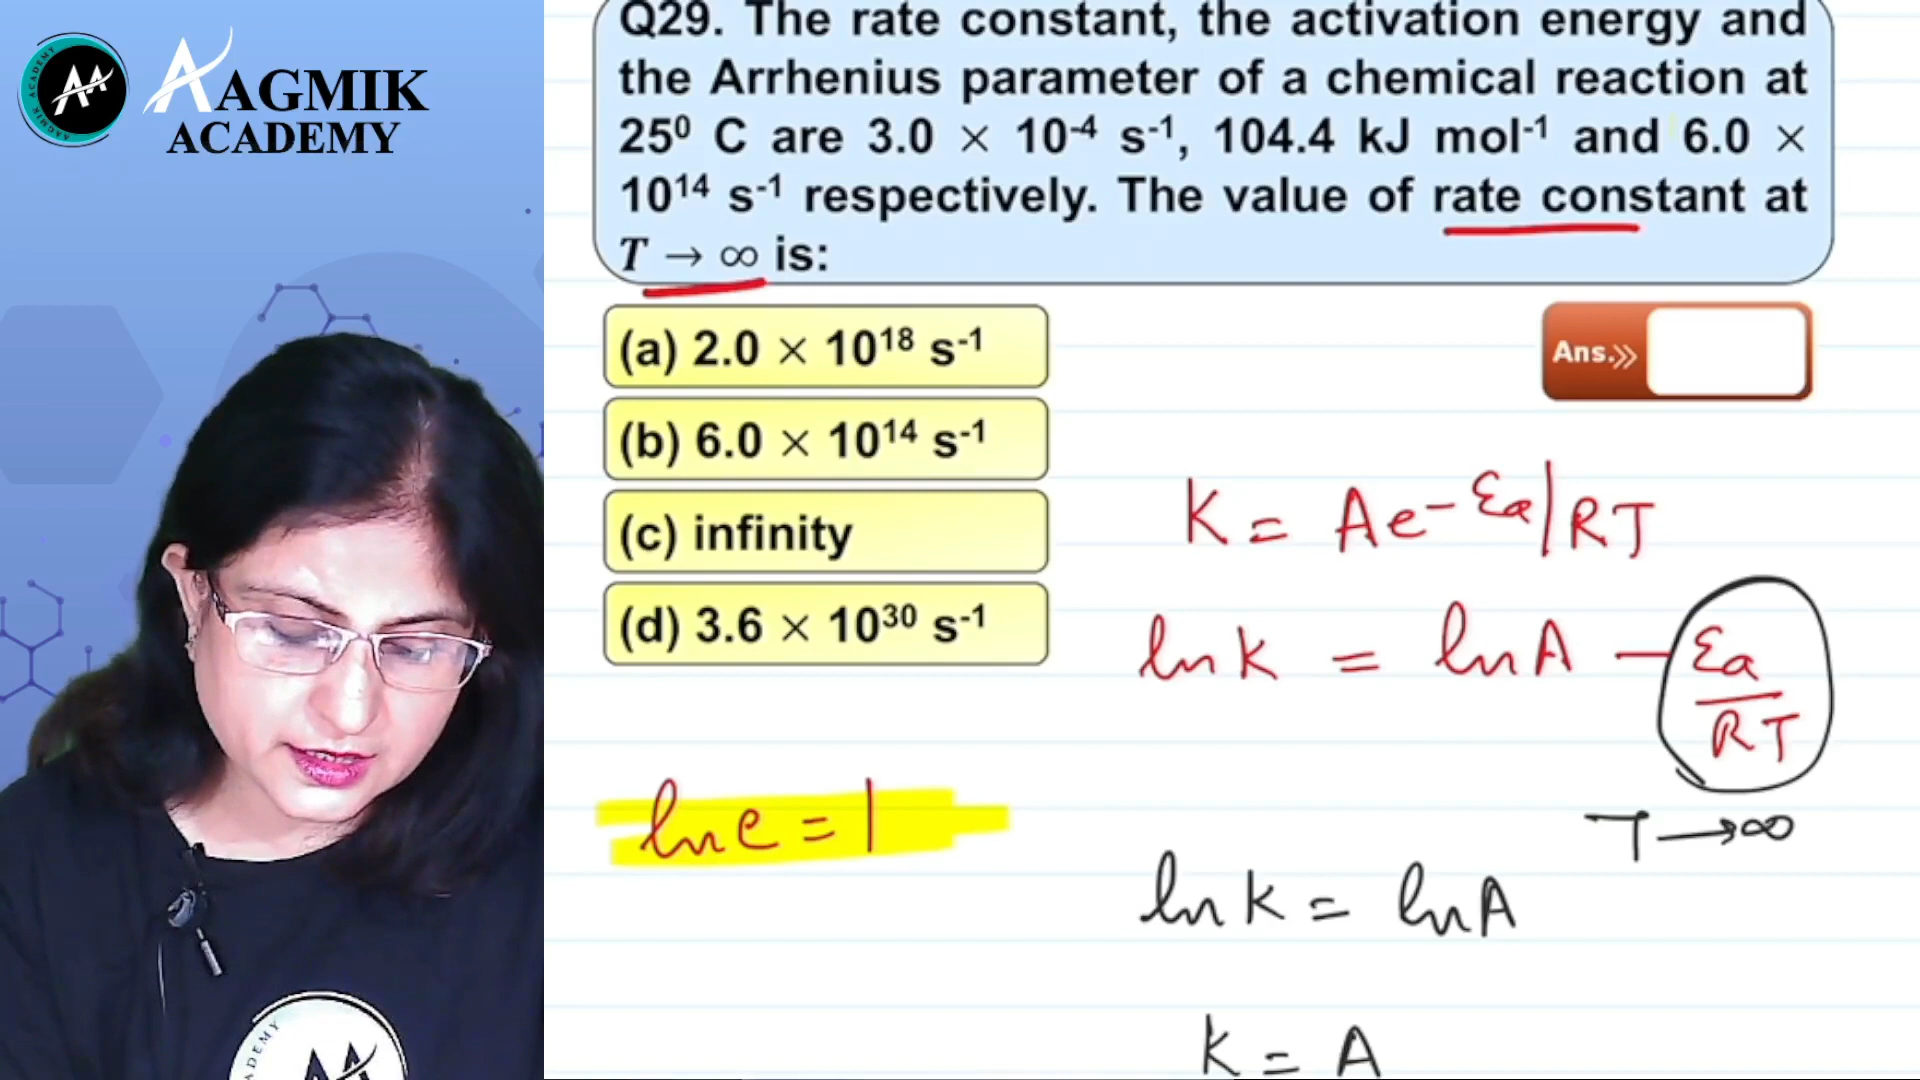 AAGMIK
ACADEMY
Q29. The rate constant, the activation energy and
the Arrhenius parameter of a chemical reaction at
25⁰ C are 3.0 × 10⁻⁴ s⁻¹, 104.4 kJ mol⁻¹ and 6.0 ×
10¹⁴ s⁻¹ respectively. The value of rate constant at
T → ∞ is:
(a) 2.0 × 10¹⁸ s⁻¹
(b) 6.0 × 10¹⁴ s⁻¹
(c) infinity
(d) 3.6 × 10³⁰ s⁻¹
Ans.
K = Ae^-Ea/RT
ln K = ln A - Ea/RT
T → ∞
ln e = 1
ln K = ln A
K = A